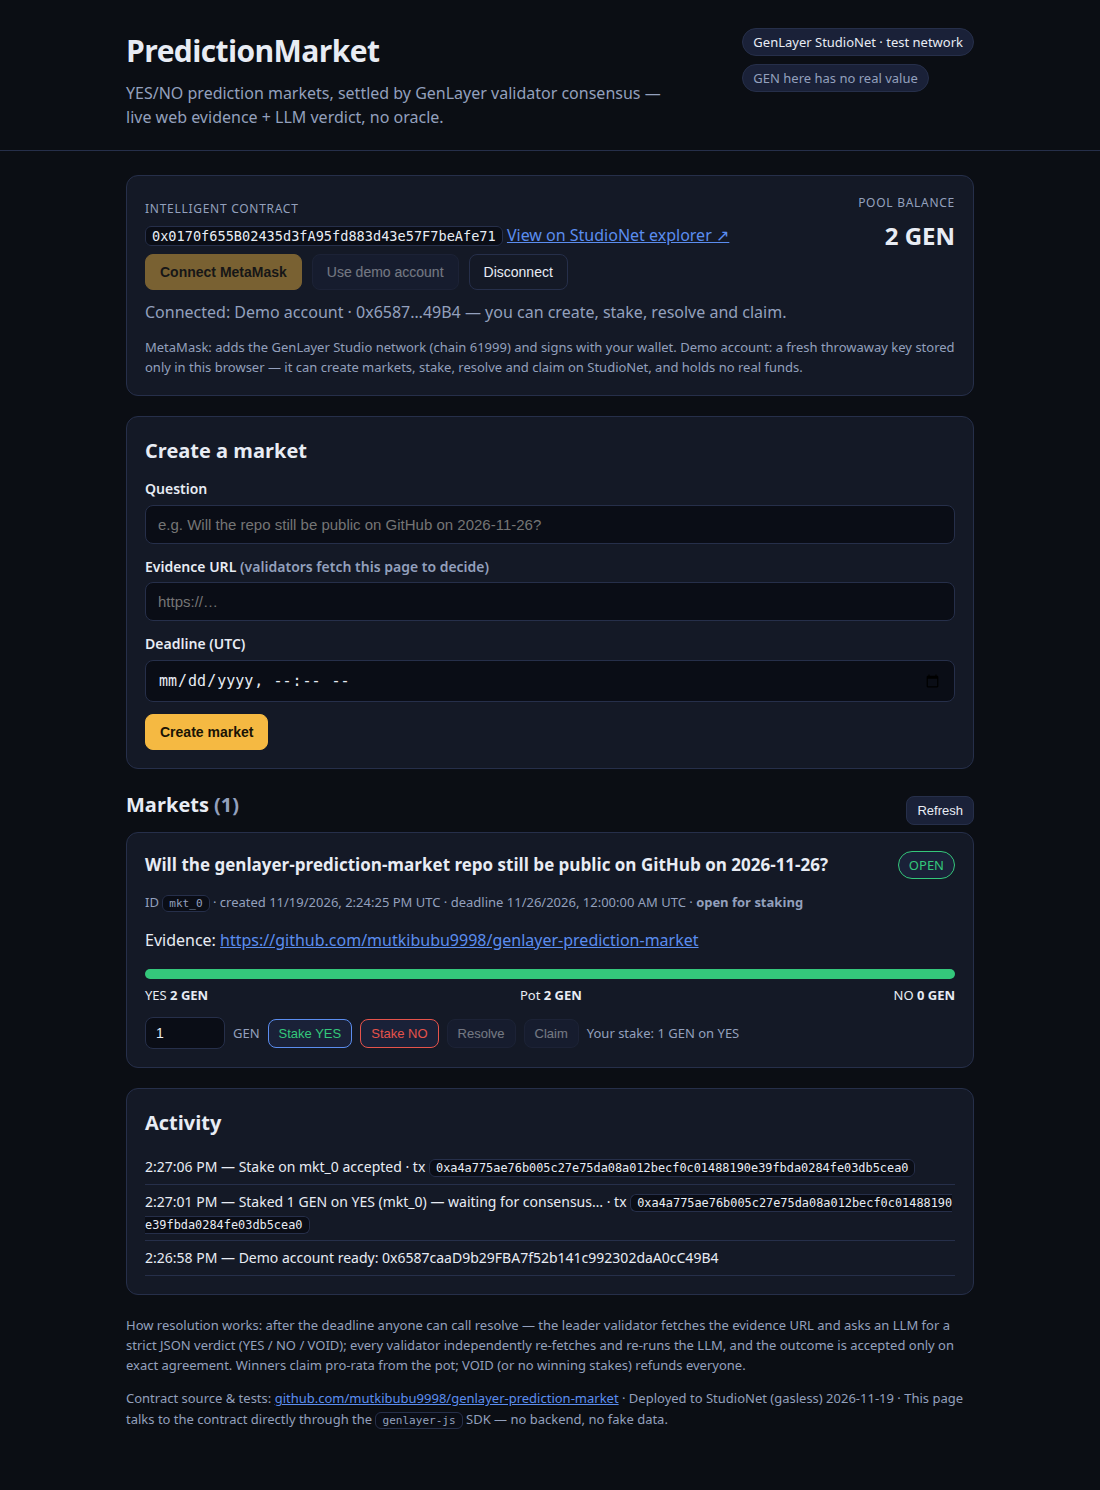 PredictionMarket
GenLayer StudioNet · test network
GEN here has no real value
YES/NO prediction markets, settled by GenLayer validator consensus —
live web evidence + LLM verdict, no oracle.
INTELLIGENT CONTRACT
POOL BALANCE
0x0170f655B02435d3fA95fd883d43e57F7beAfe71 View on StudioNet explorer ↗
2 GEN
Connect MetaMask Use demo account Disconnect
Connected: Demo account · 0x6587…49B4 — you can create, stake, resolve and claim.
MetaMask: adds the GenLayer Studio network (chain 61999) and signs with your wallet. Demo account: a fresh throwaway key stored
only in this browser — it can create markets, stake, resolve and claim on StudioNet, and holds no real funds.
Create a market
Question
e.g. Will the repo still be public on GitHub on 2026-11-26?
Evidence URL (validators fetch this page to decide)
https://…
Deadline (UTC)
mm/dd/yyyy, --:-- --
Create market
Markets (1)
Refresh
Will the genlayer-prediction-market repo still be public on GitHub on 2026-11-26?
OPEN
ID mkt_0 · created 11/19/2026, 2:24:25 PM UTC · deadline 11/26/2026, 12:00:00 AM UTC · open for staking
Evidence: https://github.com/mutkibubu9998/genlayer-prediction-market
YES 2 GEN Pot 2 GEN NO 0 GEN
1 GEN Stake YES Stake NO Resolve Claim Your stake: 1 GEN on YES
Activity
2:27:06 PM — Stake on mkt_0 accepted · tx 0xa4a775ae76b005c27e75da08a012becf0c01488190e39fbda0284fe03db5cea0
2:27:01 PM — Staked 1 GEN on YES (mkt_0) — waiting for consensus… · tx 0xa4a775ae76b005c27e75da08a012becf0c01488190
e39fbda0284fe03db5cea0
2:26:58 PM — Demo account ready: 0x6587caaD9b29FBA7f52b141c992302daA0cC49B4
How resolution works: after the deadline anyone can call resolve — the leader validator fetches the evidence URL and asks an LLM for a
strict JSON verdict (YES / NO / VOID); every validator independently re-fetches and re-runs the LLM, and the outcome is accepted only on
exact agreement. Winners claim pro-rata from the pot; VOID (or no winning stakes) refunds everyone.
Contract source & tests: github.com/mutkibubu9998/genlayer-prediction-market · Deployed to StudioNet (gasless) 2026-11-19 · This page
talks to the contract directly through the genlayer-js SDK — no backend, no fake data.